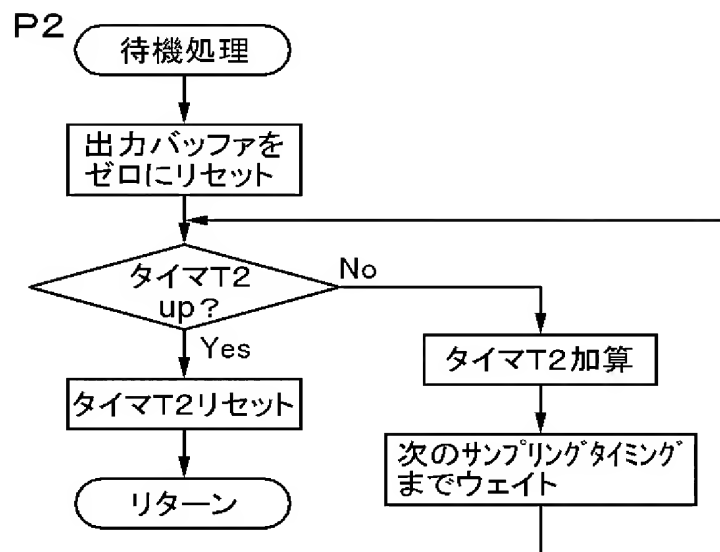 P2
待機処理
出力バッファを
ゼロにリセット
タイマT2
up?
No
Yes
タイマT2加算
タイマT2リセット
次のサンプリングタイミング
までウェイト
リターン